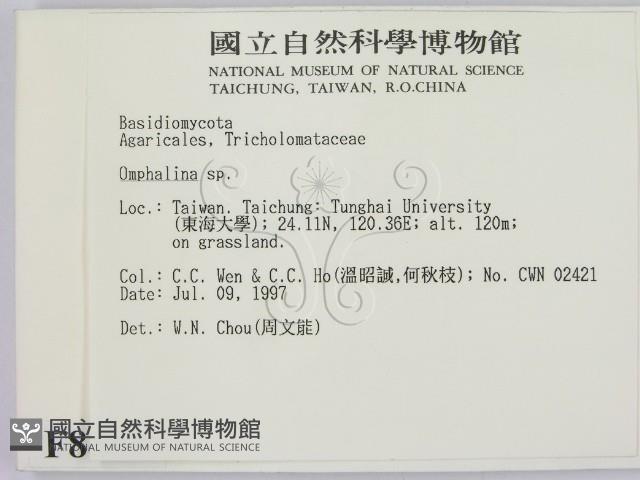 國立自然科學博物館
NATIONAL MUSEUM OF NATURAL SCIENCE
TAICHUNG, TAIWAN, R.O.CHINA
Basidiomycota
Agaricales, Tricholomataceae
Omphalina sp.
Loc.: Taiwan. Taichung: Tunghai University
(東海大學); 24.11N, 120.36E; alt. 120m;
on grassland.
Col.: C.C. Wen & C.C. Ho(溫昭誠,何秋枝); No. CWN 02421
Date: Jul. 09, 1997
Det.: W.N. Chou(周文能)
F8
國立自然科學博物館
NATIONAL MUSEUM OF NATURAL SCIENCE